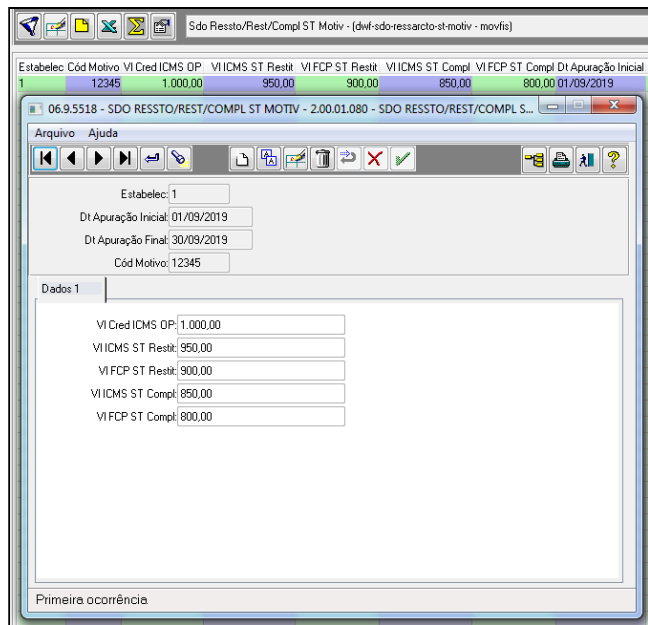 Sdo Ressto/Rest/Compl ST Motiv - (dwf-sdo-ressarcto-st-motiv - movfis)
Estabelec Cód Motivo Vl Cred ICMS OP Vl ICMS ST Restit Vl FCP ST Restit Vl ICMS ST Compl Vl FCP ST Compl Dt Apuração Inicial
1 12345 1.000,00 950,00 900,00 850,00 800,00 01/09/2019
06.9.5518 - SDO RESSTO/REST/COMPL ST MOTIV - 2.00.01.080 - SDO RESSTO/REST/COMPL S...
Arquivo Ajuda
Estabelec: 1
Dt Apuração Inicial: 01/09/2019
Dt Apuração Final: 30/09/2019
Cód Motivo: 12345
Dados 1
Vl Cred ICMS OP: 1.000,00
Vl ICMS ST Restit: 950,00
Vl FCP ST Restit: 900,00
Vl ICMS ST Compl: 850,00
Vl FCP ST Compl: 800,00
Primeira ocorrência